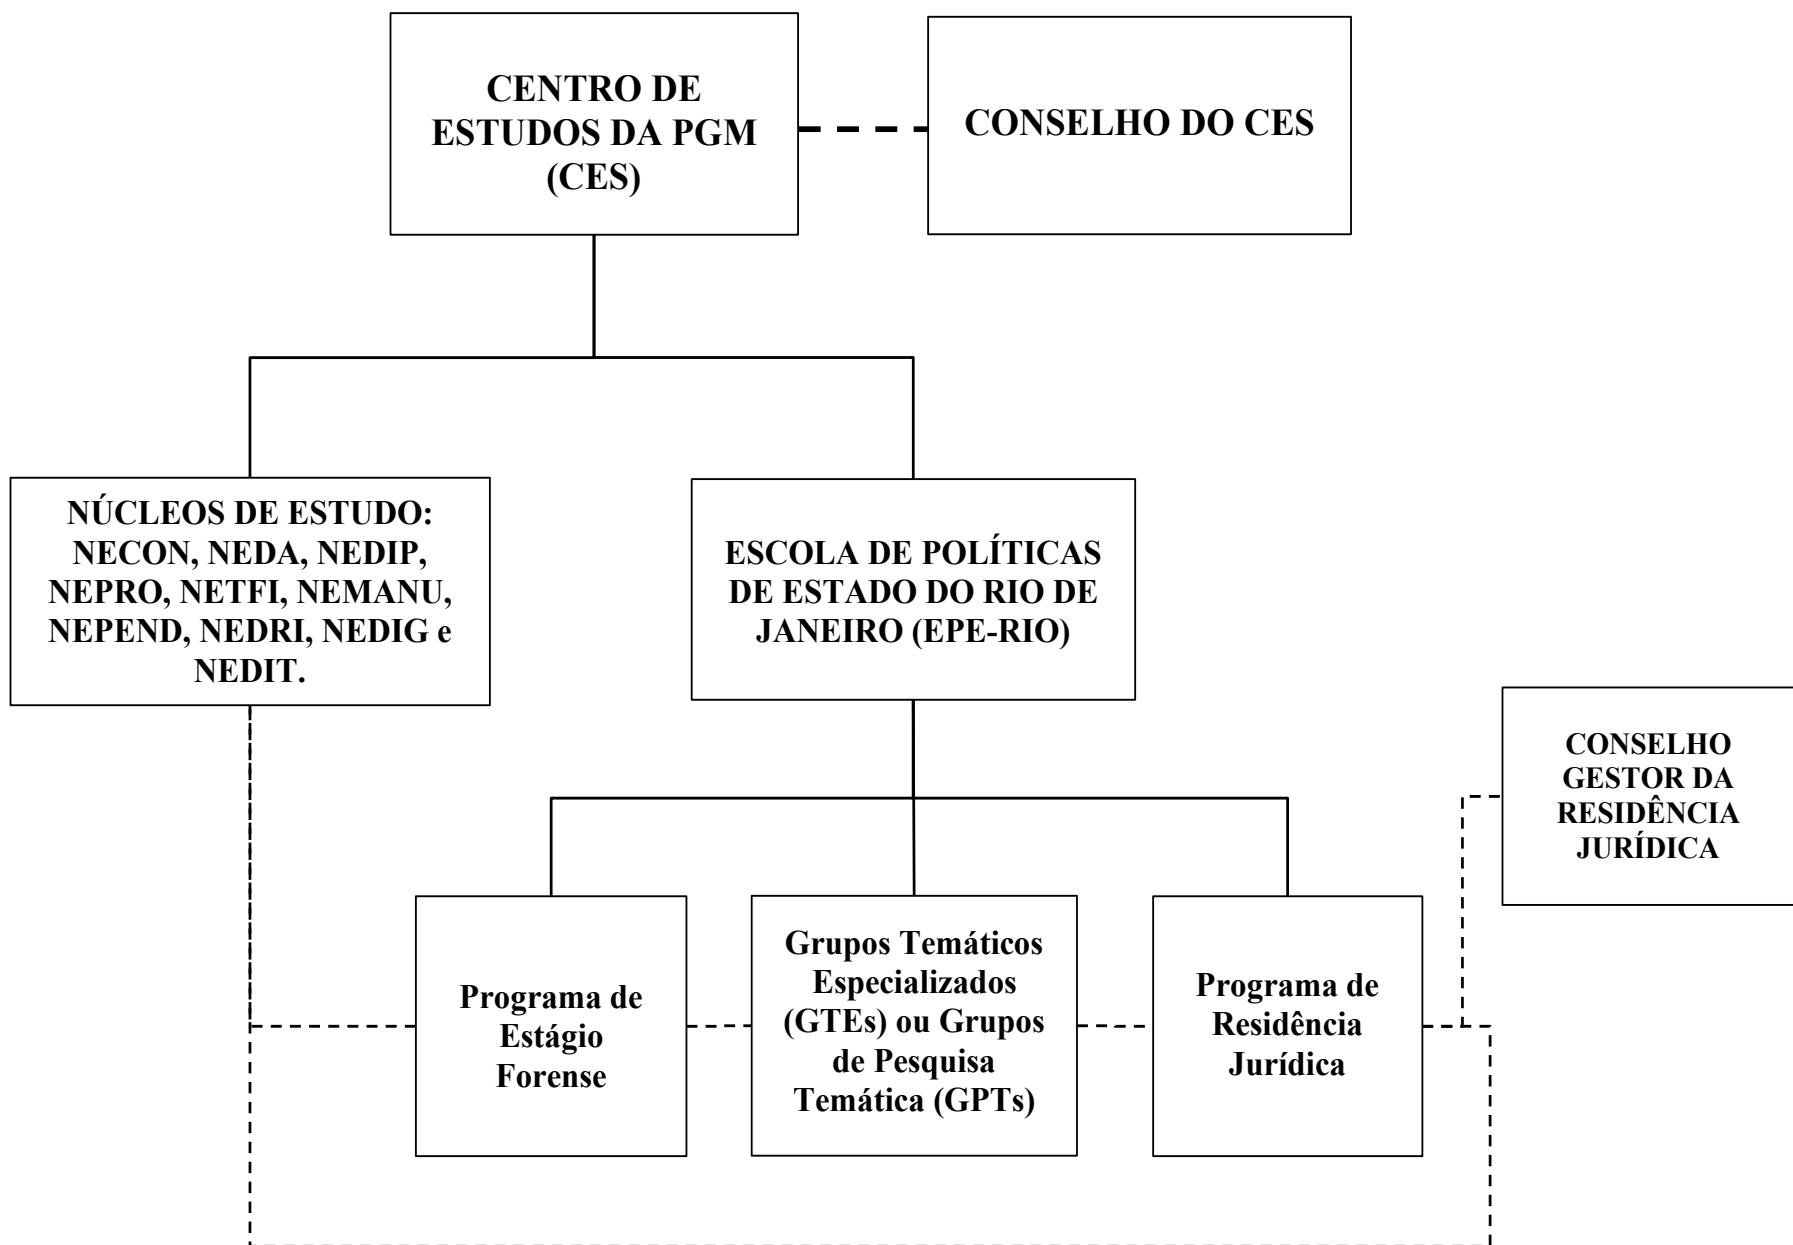 CENTRO DE
ESTUDOS DA PGM
(CES)
CONSELHO DO CES
NÚCLEOS DE ESTUDO:
NECON, NEDA, NEDIP,
NEPRO, NETFI, NEMANU,
NEPEND, NEDRI, NEDIG e
NEDIT.
ESCOLA DE POLÍTICAS
DE ESTADO DO RIO DE
JANEIRO (EPE-RIO)
CONSELHO
GESTOR DA
RESIDÊNCIA
JURÍDICA
Programa de
Estágio
Forense
Grupos Temáticos
Especializados
(GTEs) ou Grupos
de Pesquisa
Temática (GPTs)
Programa de
Residência
Jurídica